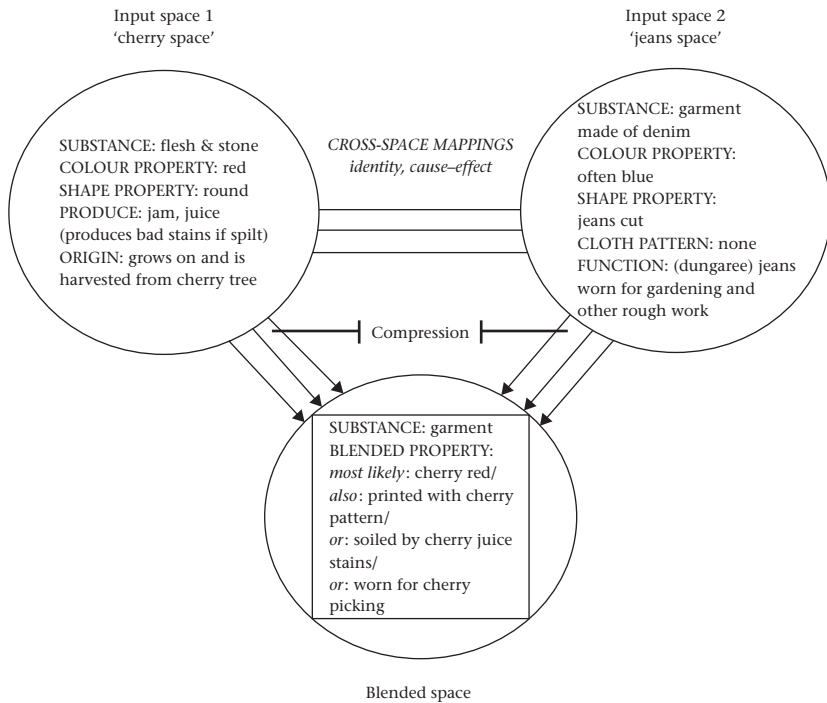 Input space 1
'cherry space'
Input space 2
'jeans space'
SUBSTANCE: flesh & stone
COLOUR PROPERTY: red
SHAPE PROPERTY: round
PRODUCE: jam, juice
(produces bad stains if spilt)
ORIGIN: grows on and is
harvested from cherry tree
CROSS-SPACE MAPPINGS
identity, cause–effect
SUBSTANCE: garment
made of denim
COLOUR PROPERTY:
often blue
SHAPE PROPERTY:
jeans cut
CLOTH PATTERN: none
FUNCTION: (dungaree) jeans
worn for gardening and
other rough work
Compression
SUBSTANCE: garment
BLENDED PROPERTY:
most likely: cherry red/
also: printed with cherry
pattern/
or: soiled by cherry juice
stains/
or: worn for cherry
picking
Blended space